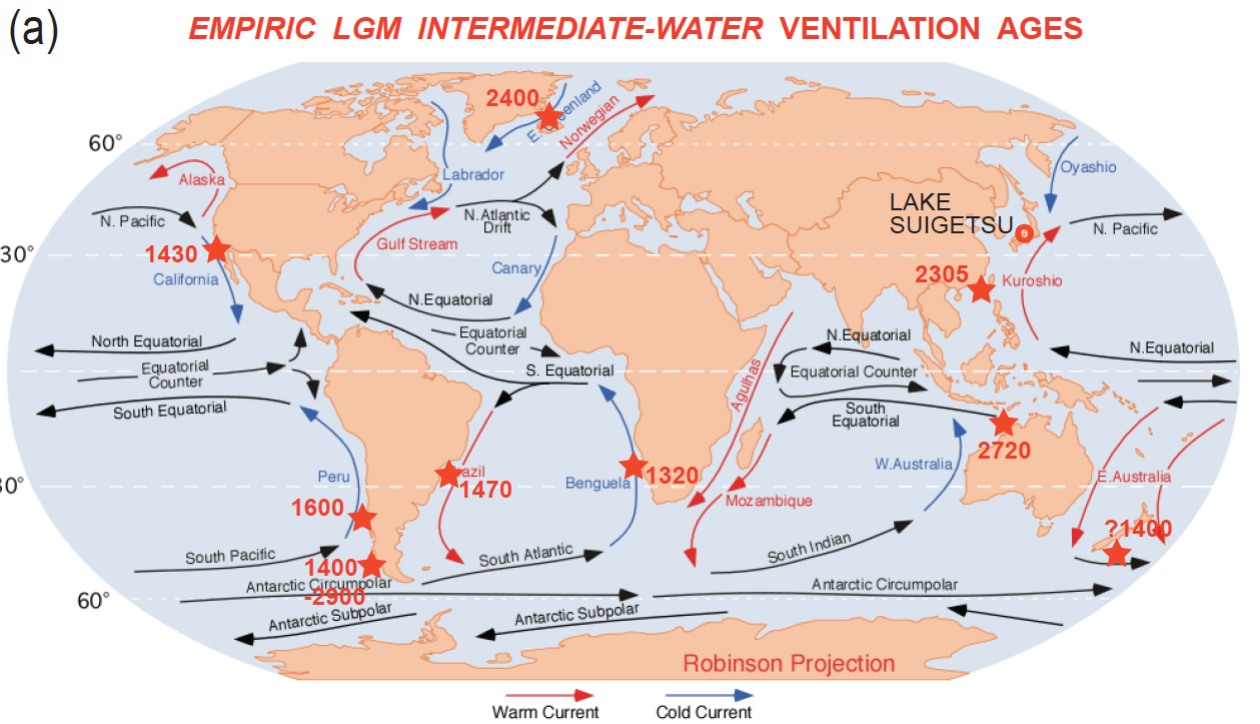 (a)
EMPIRIC LGM INTERMEDIATE-WATER VENTILATION AGES
2400
E. Greenland
Norwegian
60°
Alaska
Labrador
Oyashio
N. Pacific
N. Atlantic
Drift
LAKE
SUIGETSU
N. Pacific
30°
1430
Gulf Stream
California
Canary
2305
Kuroshio
N.Equatorial
North Equatorial
Equatorial
Counter
N.Equatorial
N.Equatorial
Equatorial
Counter
S. Equatorial
Agulhas
Equatorial Counter
South Equatorial
South
Equatorial
2720
Peru
azil
1470
Benguela
1320
W.Australia
E.Australia
30°
Mozambique
1600
?1400
South Pacific
South Atlantic
South Indian
1400
-2900
Antarctic Circumpolar
Antarctic Circumpolar
60°
Antarctic Subpolar
Antarctic Subpolar
Robinson Projection
Warm Current
Cold Current